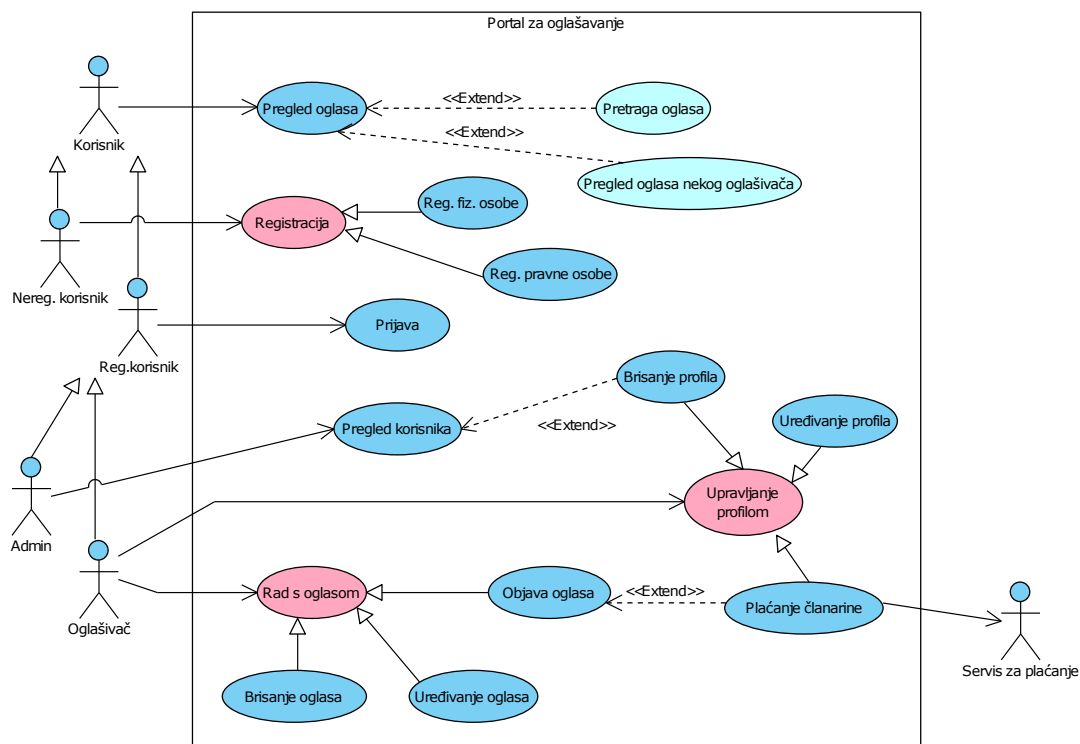 Portal za oglašavanje
Korisnik
Pregled oglasa
<<Extend>>
Pretraga oglasa
<<Extend>>
Pregled oglasa nekog oglašivača
Nereg. korisnik
Registracija
Reg. fiz. osobe
Reg. pravne osobe
Reg.korisnik
Prijava
Brisanje profila
Pregled korisnika
<<Extend>>
Uređivanje profila
Admin
Upravljanje
profilom
Oglašivač
Rad s oglasom
Objava oglasa
<<Extend>>
Plaćanje članarine
Servis za plaćanje
Brisanje oglasa
Uređivanje oglasa